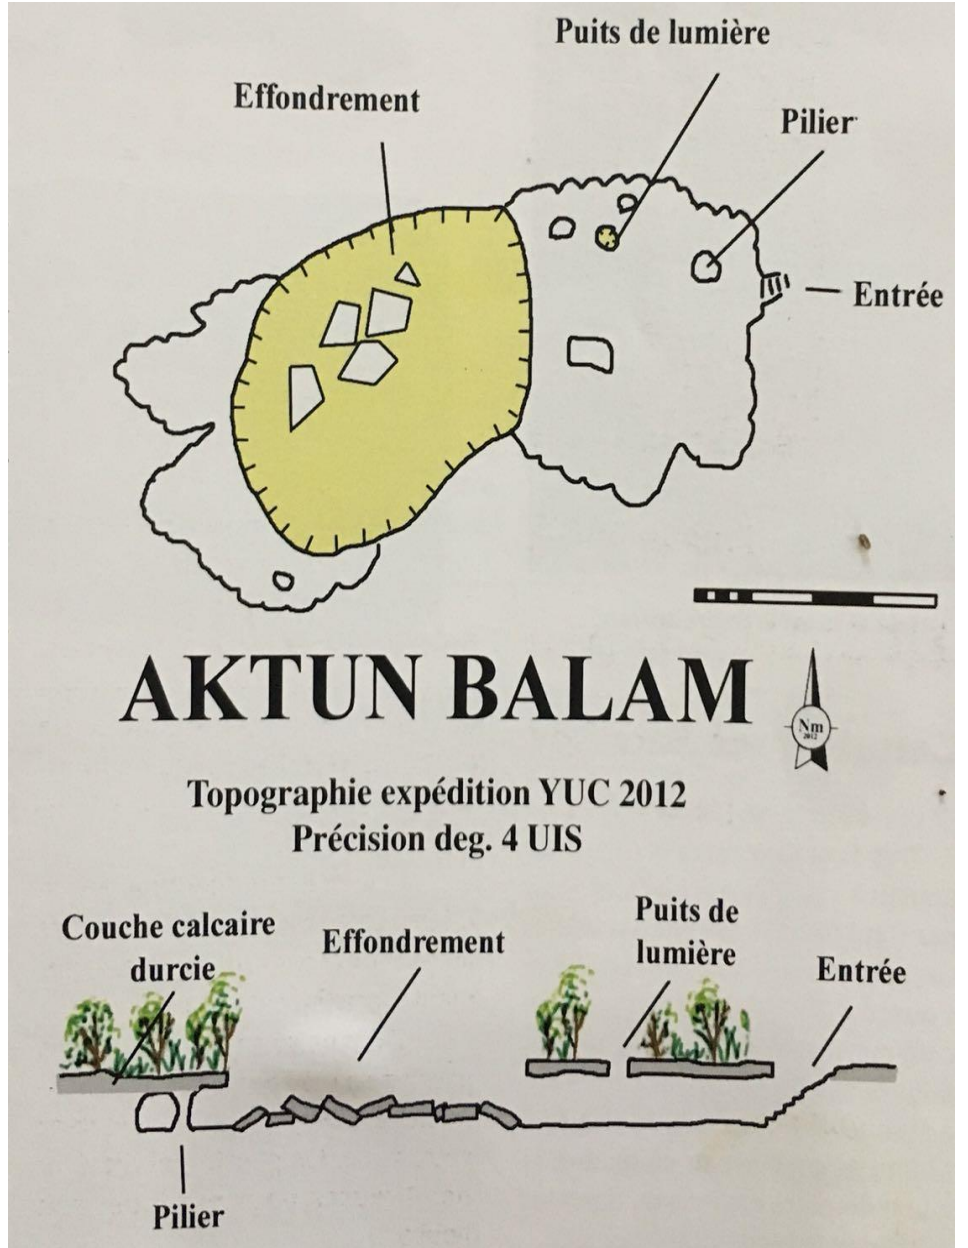 Puits de lumière
Effondrement
Pilier
Entrée
AKTUN BALAM
Nm
2012
Topographie expédition YUC 2012
Précision deg. 4 UIS
Couche calcaire
durcie
Effondrement
Puits de
lumière
Entrée
Pilier